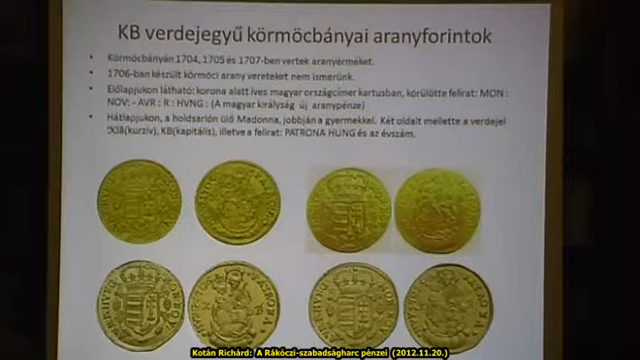 KB verdejegyű körmöcbányai aranyforintok
• Körmöcbányán 1704, 1705 és 1707-ben vertek aranyérméket.
• 1706-ban készült körmöci arany vereteket nem ismerünk.
• Előlapjukon látható: korona alatt íves magyar országcímer kartusban, körülötte felirat: MON :
NOV: - AVR : R : HVNG : (A magyar királyság új aranypénze)
• Hátlapjukon, a holdsarlón ülő Madonna, jobbján a gyermekkel. Két oldalt mellette a verdejel
(kurzív), KB(kapitális), illetve a felirat: PATRONA HUNG és az évszám.
Kotán Richárd: A Rákóczi-szabadságharc pénzei (2012.11.20.)